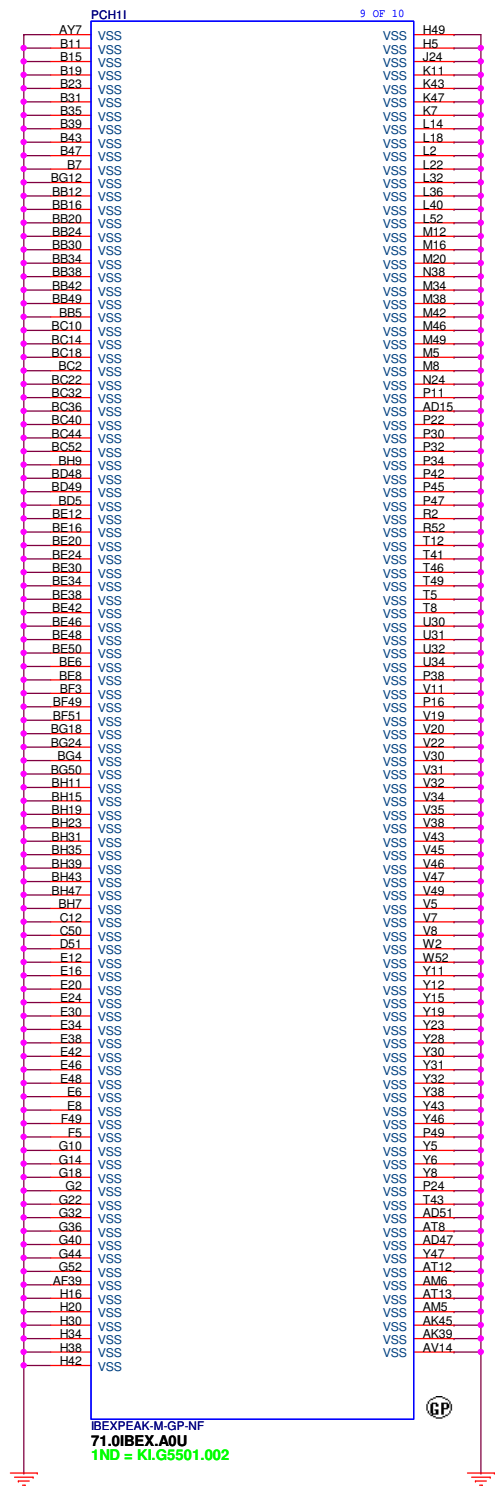 PCH1I 9 OF 10
AY7 VSS VSS H49
B11 VSS VSS H5
B15 VSS VSS J24
B19 VSS VSS K11
B23 VSS VSS K43
B31 VSS VSS K47
B35 VSS VSS K7
B39 VSS VSS L14
B43 VSS VSS L18
B47 VSS VSS L2
B7 VSS VSS L22
BG12 VSS VSS L32
BB12 VSS VSS L36
BB16 VSS VSS L40
BB20 VSS VSS L52
BB24 VSS VSS M12
BB30 VSS VSS M16
BB34 VSS VSS M20
BB38 VSS VSS N38
BB42 VSS VSS M34
BB49 VSS VSS M38
BB5 VSS VSS M42
BC10 VSS VSS M46
BC14 VSS VSS M49
BC18 VSS VSS M5
BC2 VSS VSS M8
BC22 VSS VSS N24
BC32 VSS VSS P11
BC36 VSS VSS AD15
BC40 VSS VSS P22
BC44 VSS VSS P30
BC52 VSS VSS P32
BH9 VSS VSS P34
BD48 VSS VSS P42
BD49 VSS VSS P45
BD5 VSS VSS P47
BE12 VSS VSS R2
BE16 VSS VSS R52
BE20 VSS VSS T12
BE24 VSS VSS T41
BE30 VSS VSS T46
BE34 VSS VSS T49
BE38 VSS VSS T5
BE42 VSS VSS T8
BE46 VSS VSS U30
BE48 VSS VSS U31
BE50 VSS VSS U32
BE6 VSS VSS U34
BE8 VSS VSS P38
BF3 VSS VSS V11
BF49 VSS VSS P16
BF51 VSS VSS V19
BG18 VSS VSS V20
BG24 VSS VSS V22
BG4 VSS VSS V30
BG50 VSS VSS V31
BH11 VSS VSS V32
BH15 VSS VSS V34
BH19 VSS VSS V35
BH23 VSS VSS V38
BH31 VSS VSS V43
BH35 VSS VSS V45
BH39 VSS VSS V46
BH43 VSS VSS V47
BH47 VSS VSS V49
BH7 VSS VSS V5
C12 VSS VSS V7
C50 VSS VSS V8
D51 VSS VSS W2
E12 VSS VSS W52
E16 VSS VSS Y11
E20 VSS VSS Y12
E24 VSS VSS Y15
E30 VSS VSS Y19
E34 VSS VSS Y23
E38 VSS VSS Y28
E42 VSS VSS Y30
E46 VSS VSS Y31
E48 VSS VSS Y32
E6 VSS VSS Y38
E8 VSS VSS Y43
F49 VSS VSS Y46
F5 VSS VSS P49
G10 VSS VSS Y5
G14 VSS VSS Y6
G18 VSS VSS Y8
G2 VSS VSS P24
G22 VSS VSS T43
G32 VSS VSS AD51
G36 VSS VSS AT8
G40 VSS VSS AD47
G44 VSS VSS Y47
G52 VSS VSS AT12
AF39 VSS VSS AM6
H16 VSS VSS AT13
H20 VSS VSS AM5
H30 VSS VSS AK45
H34 VSS VSS AK39
H38 VSS VSS AV14
H42 VSS
GP
IBEXPEAK-M-GP-NF
71.0IBEX.A0U
1ND = KI.G5501.002